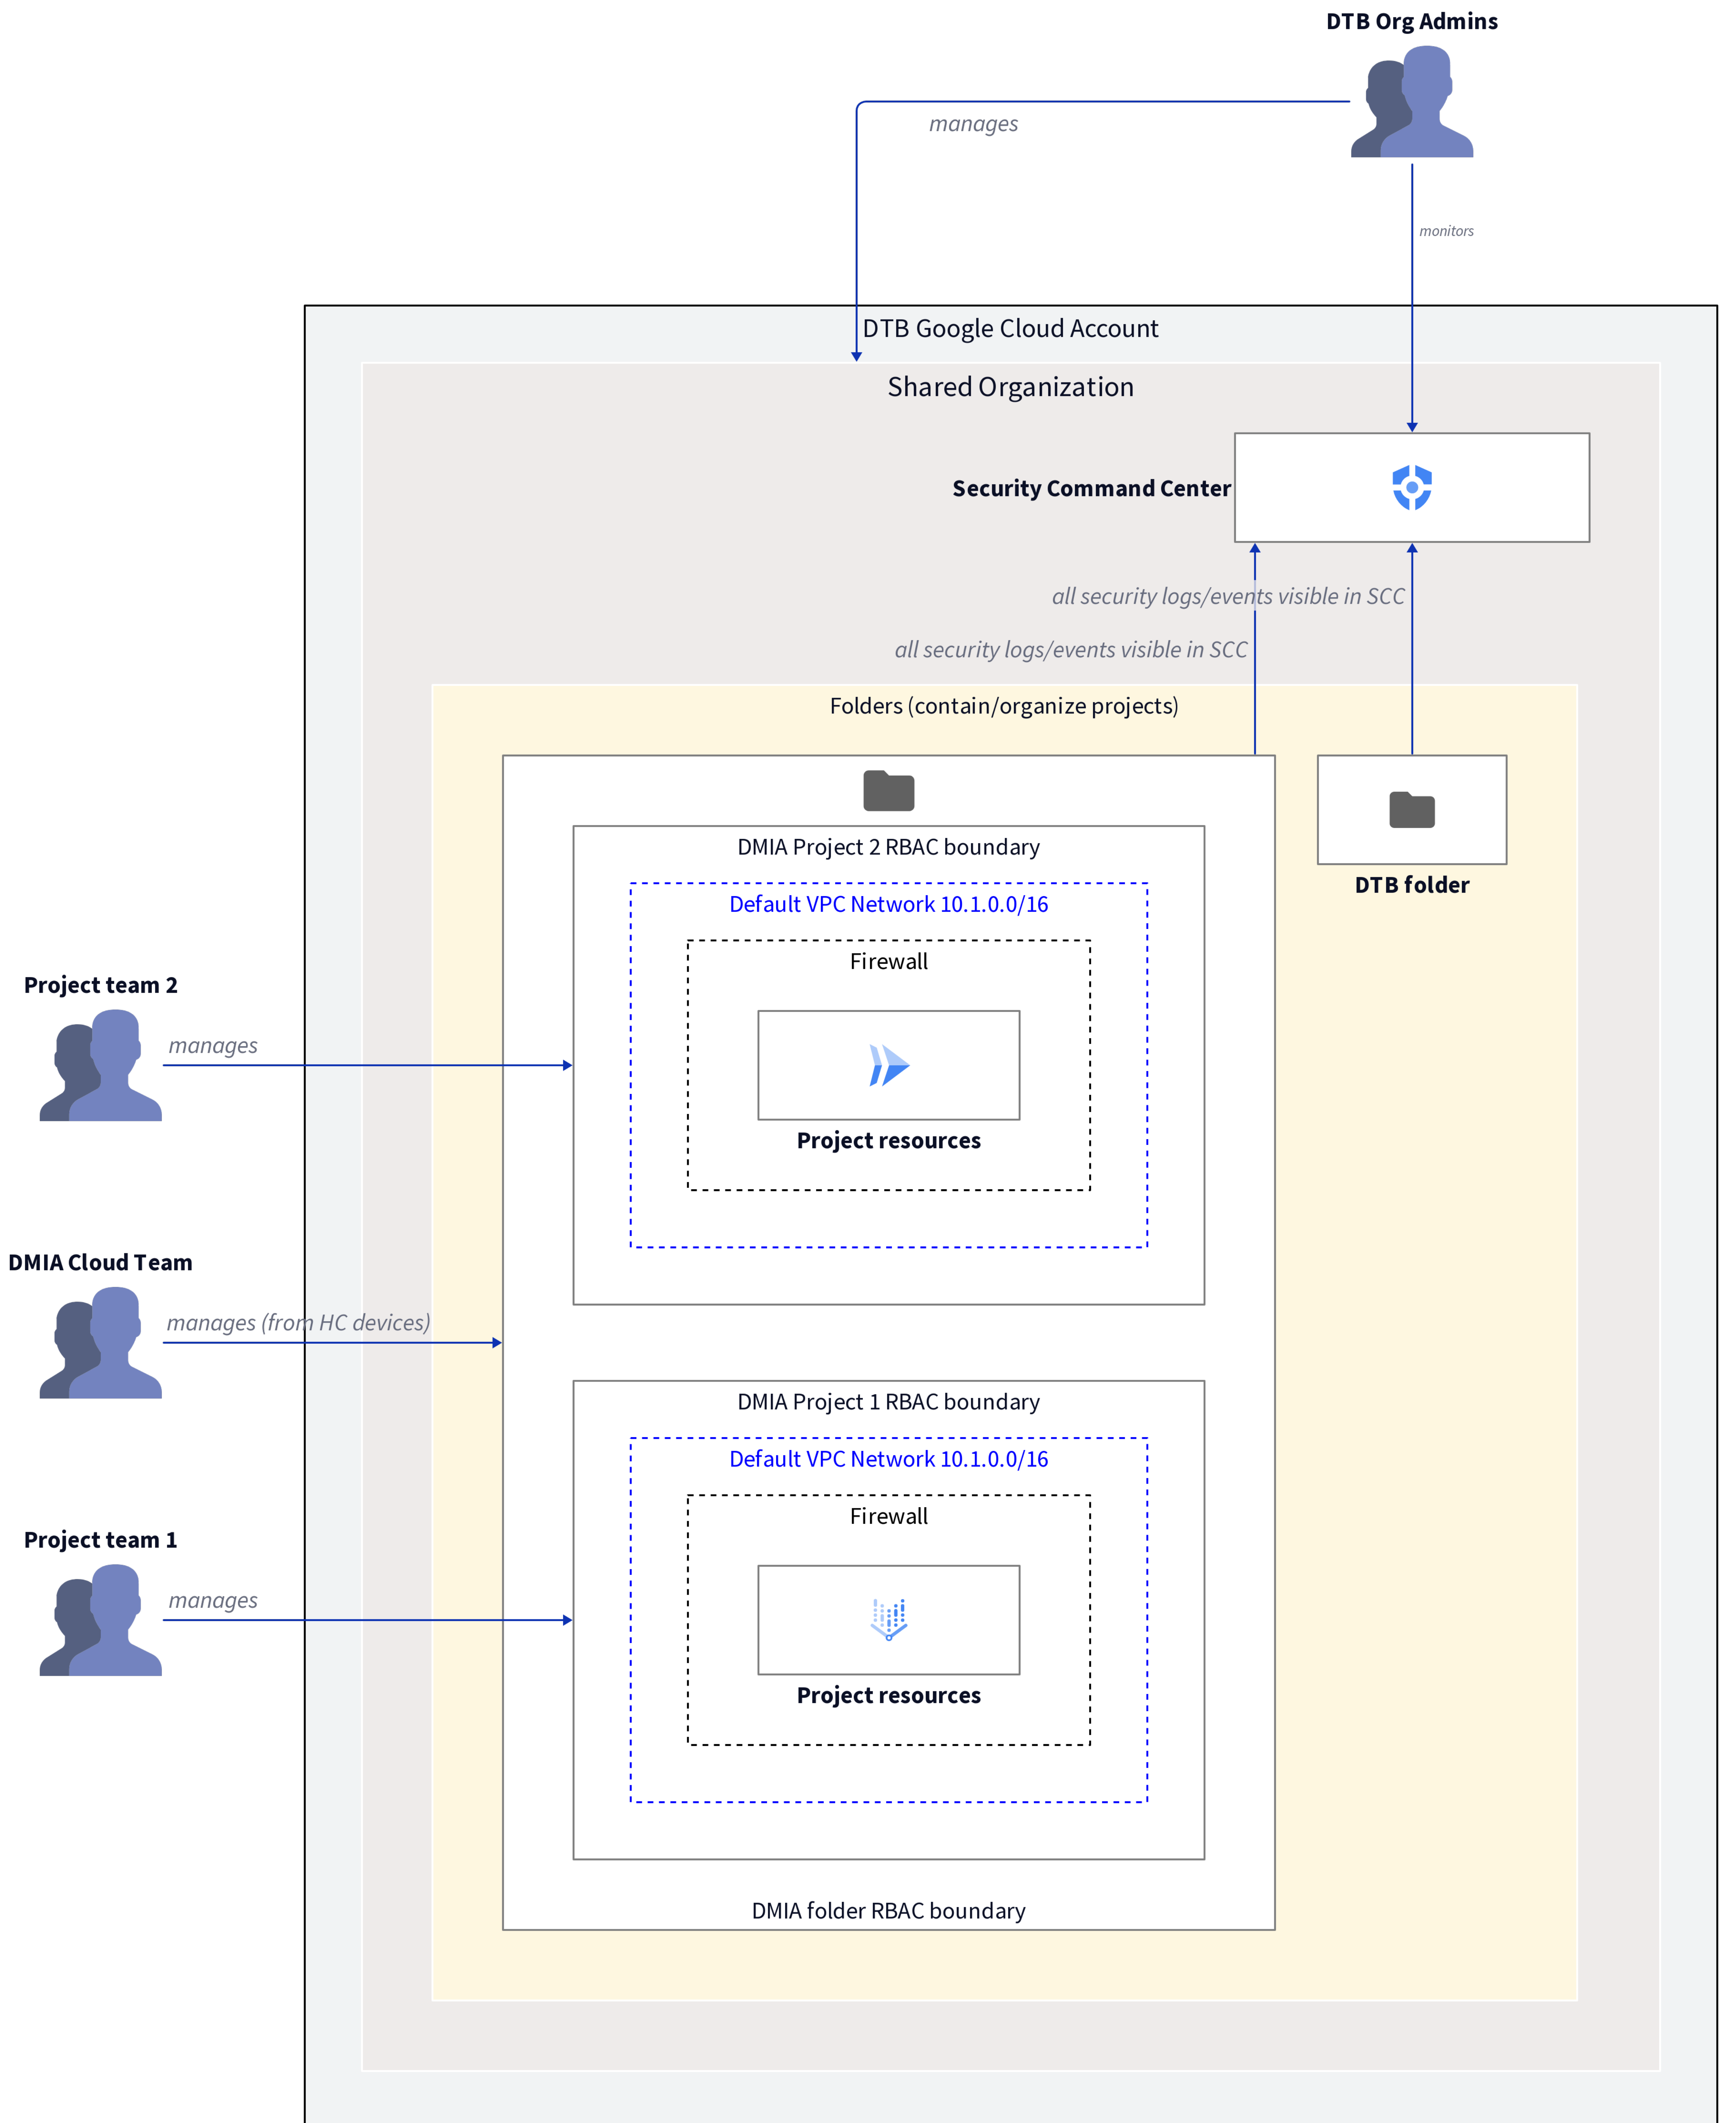 DTB Org Admins
manages
monitors
DTB Google Cloud Account
Shared Organization
Security Command Center
all security logs/events visible in SCC
all security logs/events visible in SCC
Folders (contain/organize projects)
DMIA Project 2 RBAC boundary
Default VPC Network 10.1.0.0/16
DTB folder
Firewall
Project team 2
manages
Project resources
DMIA Cloud Team
manages (from HC devices)
DMIA Project 1 RBAC boundary
Default VPC Network 10.1.0.0/16
Firewall
Project team 1
manages
Project resources
DMIA folder RBAC boundary